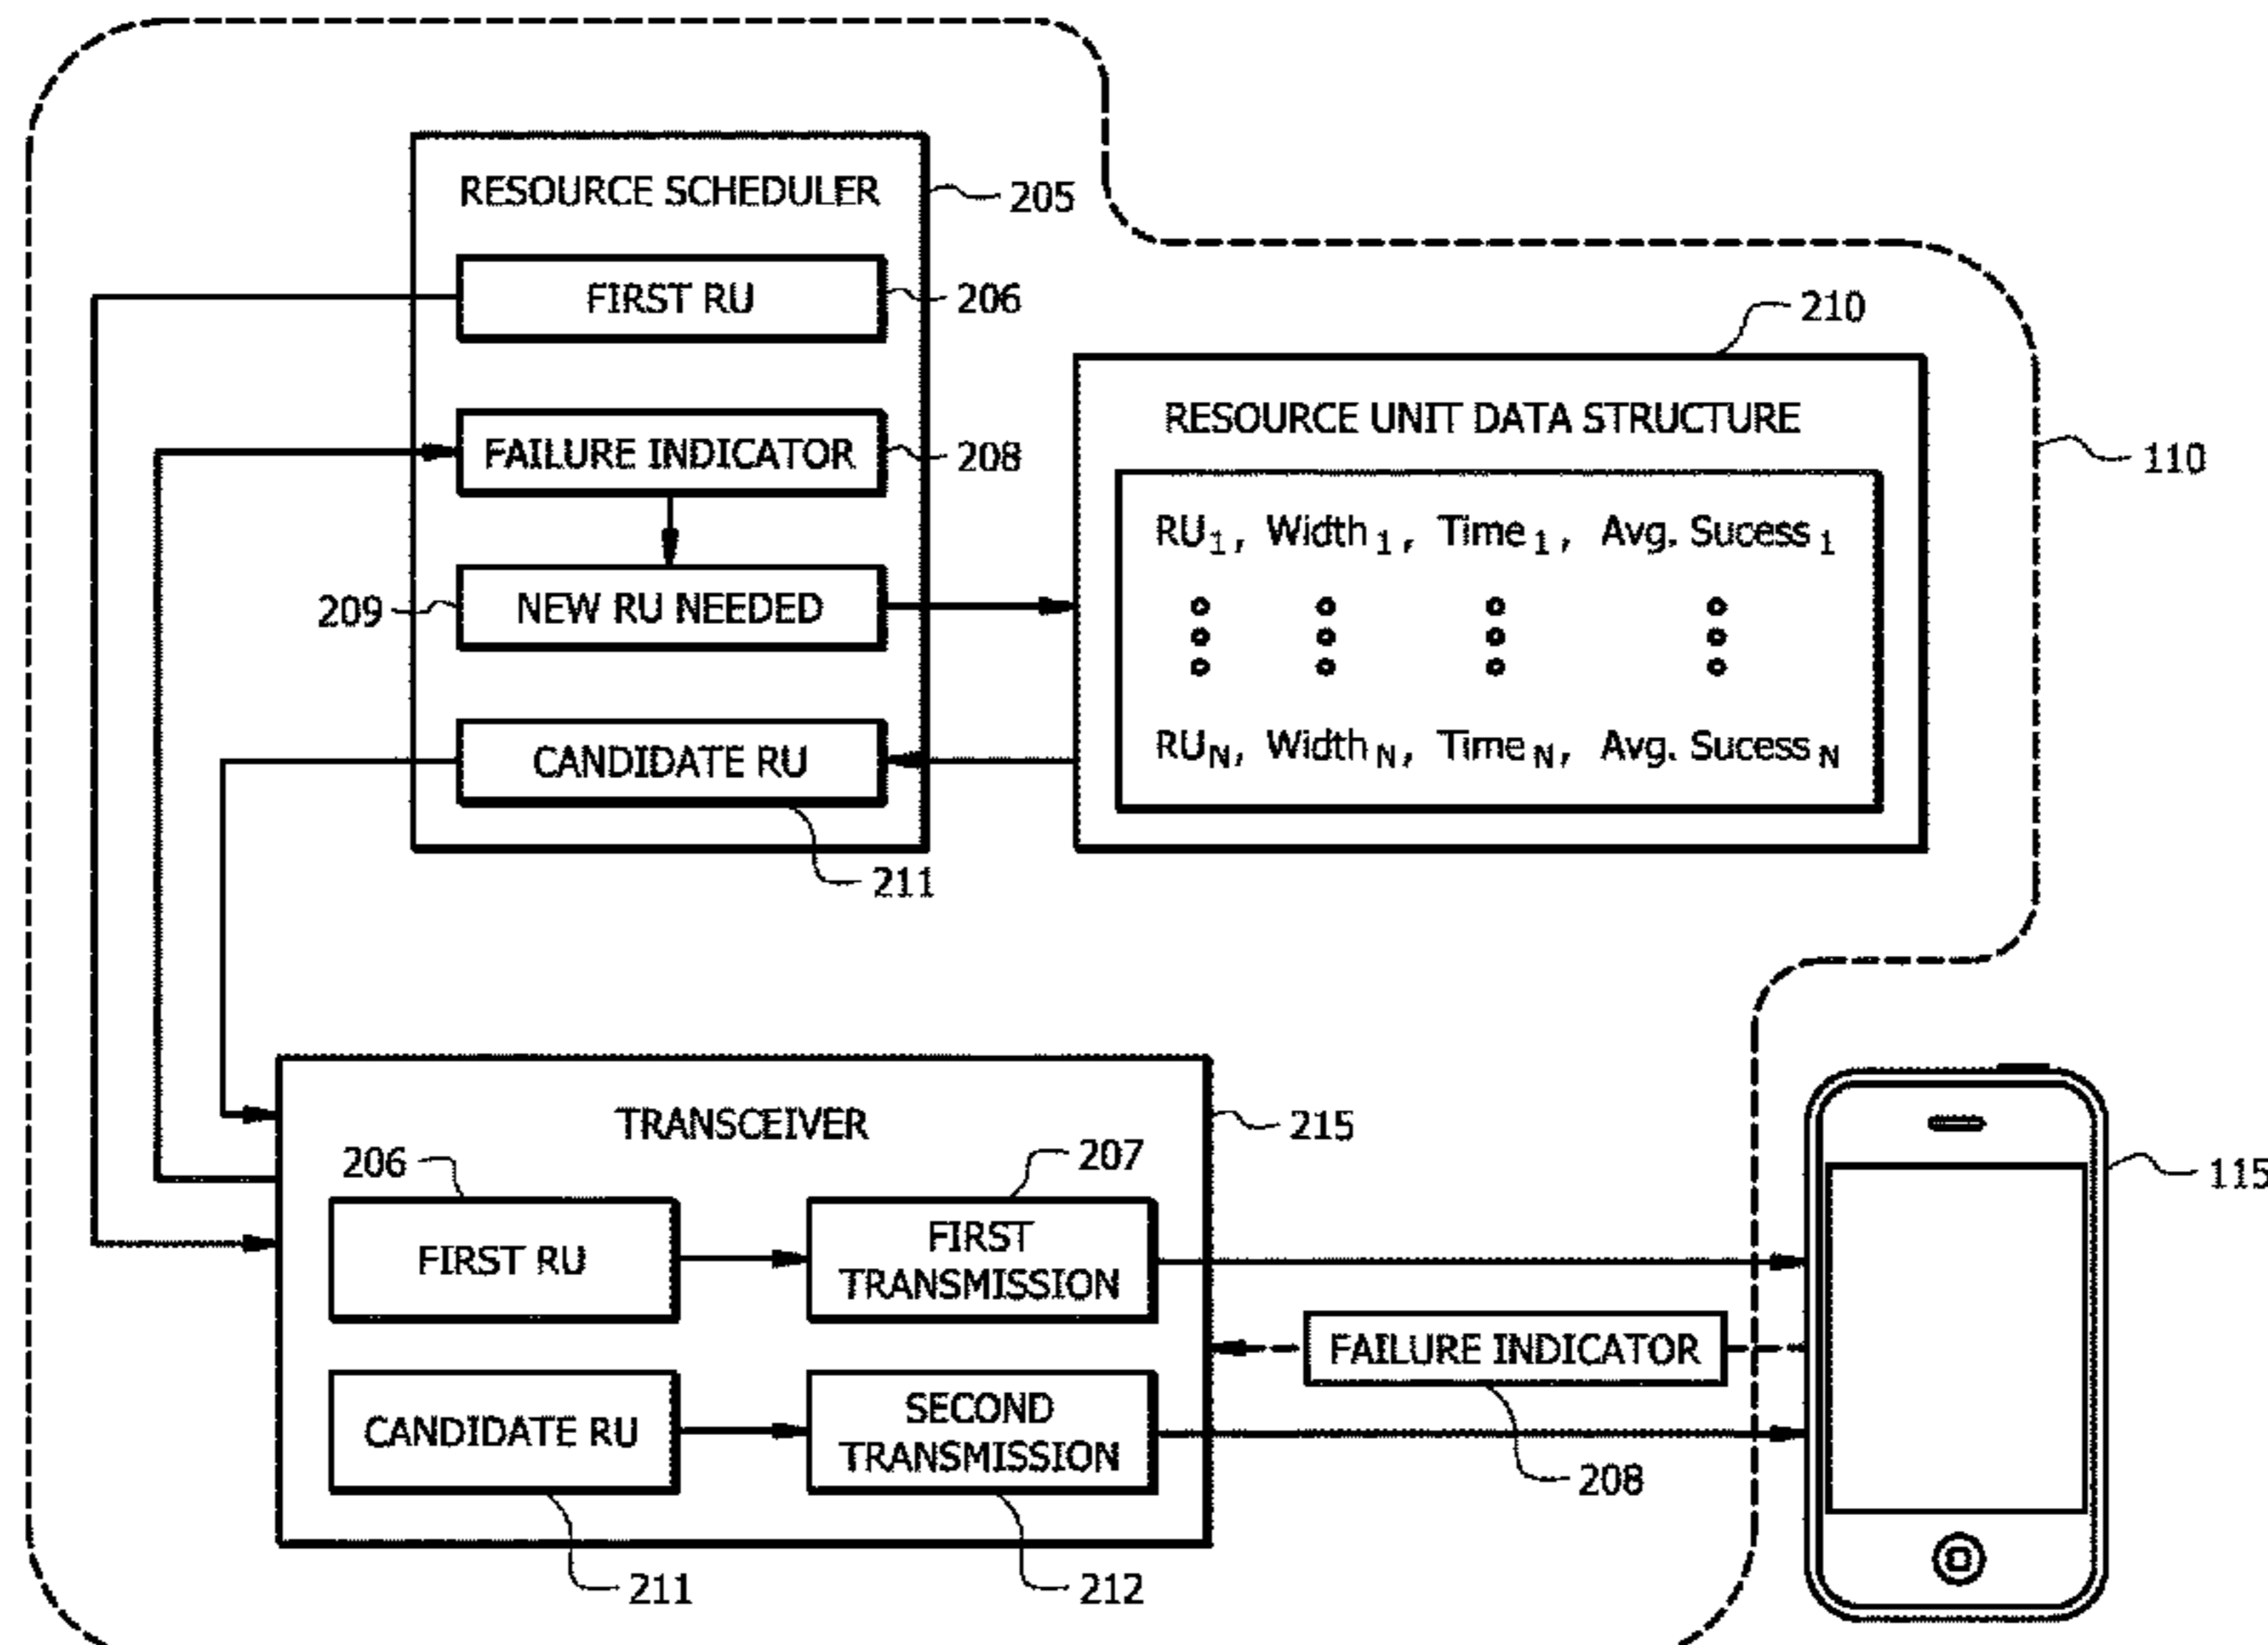 RESOURCE SCHEDULER
205
FIRST RU
206
210
RESOURCE UNIT DATA STRUCTURE
FAILURE INDICATOR
208
110
RU1, Width1, Time1, Avg. Sucess1
209
NEW RU NEEDED
RUN, WidthN, TimeN, Avg. SucessN
CANDIDATE RU
211
TRANSCEIVER
215
206
207
115
FIRST RU
FIRST
TRANSMISSION
FAILURE INDICATOR
208
CANDIDATE RU
SECOND
TRANSMISSION
211
212